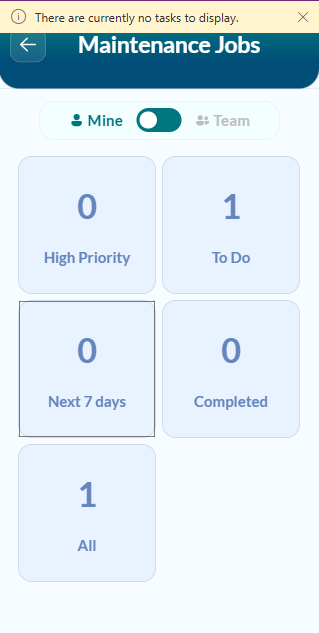 There are currently no tasks to display.
Maintenance Jobs
Mine
Team
0
High Priority
1
To Do
0
Next 7 days
0
Completed
1
All